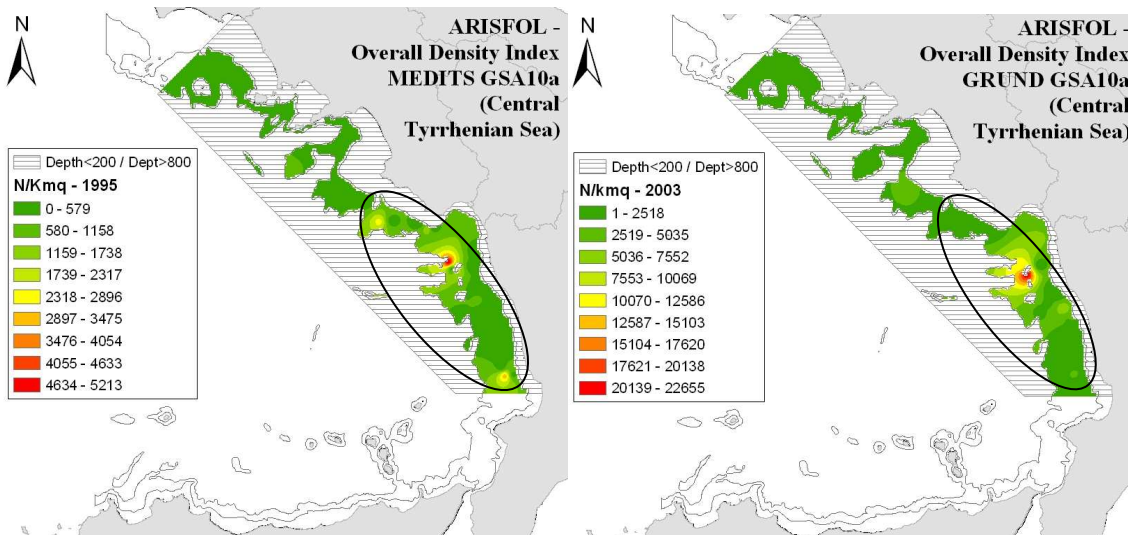 N
ARISFOL -
Overall Density Index
MEDITS GSA10a
(Central
Tyrrhenian Sea)
Depth<200 / Dept>800
N/Kmq - 1995
0 - 579
580 - 1158
1159 - 1738
1739 - 2317
2318 - 2896
2897 - 3475
3476 - 4054
4055 - 4633
4634 - 5213
N
ARISFOL -
Overall Density Index
GRUND GSA10a
(Central
Tyrrhenian Sea)
Depth<200 / Dept>800
N/kmq - 2003
1 - 2518
2519 - 5035
5036 - 7552
7553 - 10069
10070 - 12586
12587 - 15103
15104 - 17620
17621 - 20138
20139 - 22655